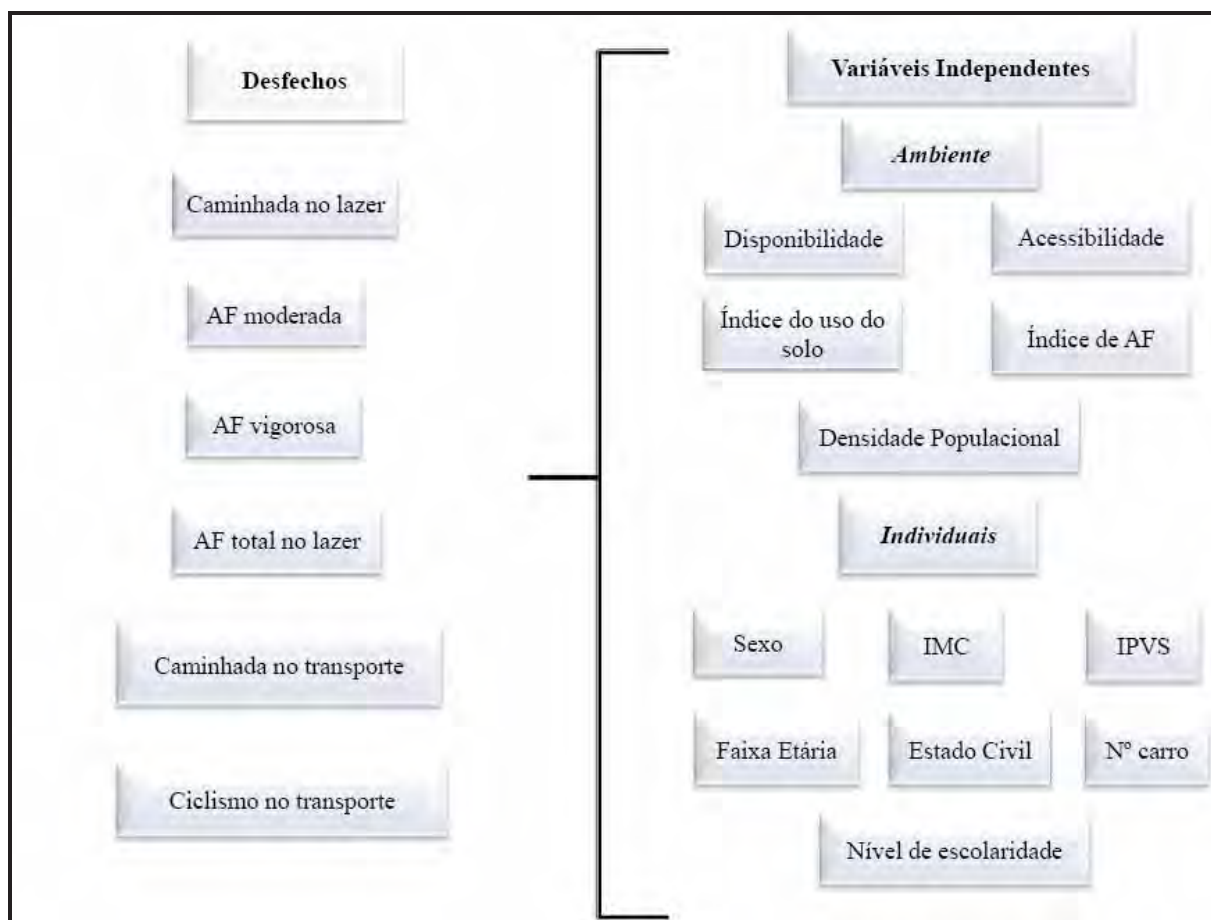 Desfechos
Caminhada no lazer
AF moderada
AF vigorosa
AF total no lazer
Caminhada no transporte
Ciclismo no transporte
Variáveis Independentes
Ambiente
Disponibilidade
Acessibilidade
Índice do uso do
solo
Índice de AF
Densidade Populacional
Individuais
Sexo
IMC
IPVS
Faixa Etária
Estado Civil
Nº carro
Nível de escolaridade